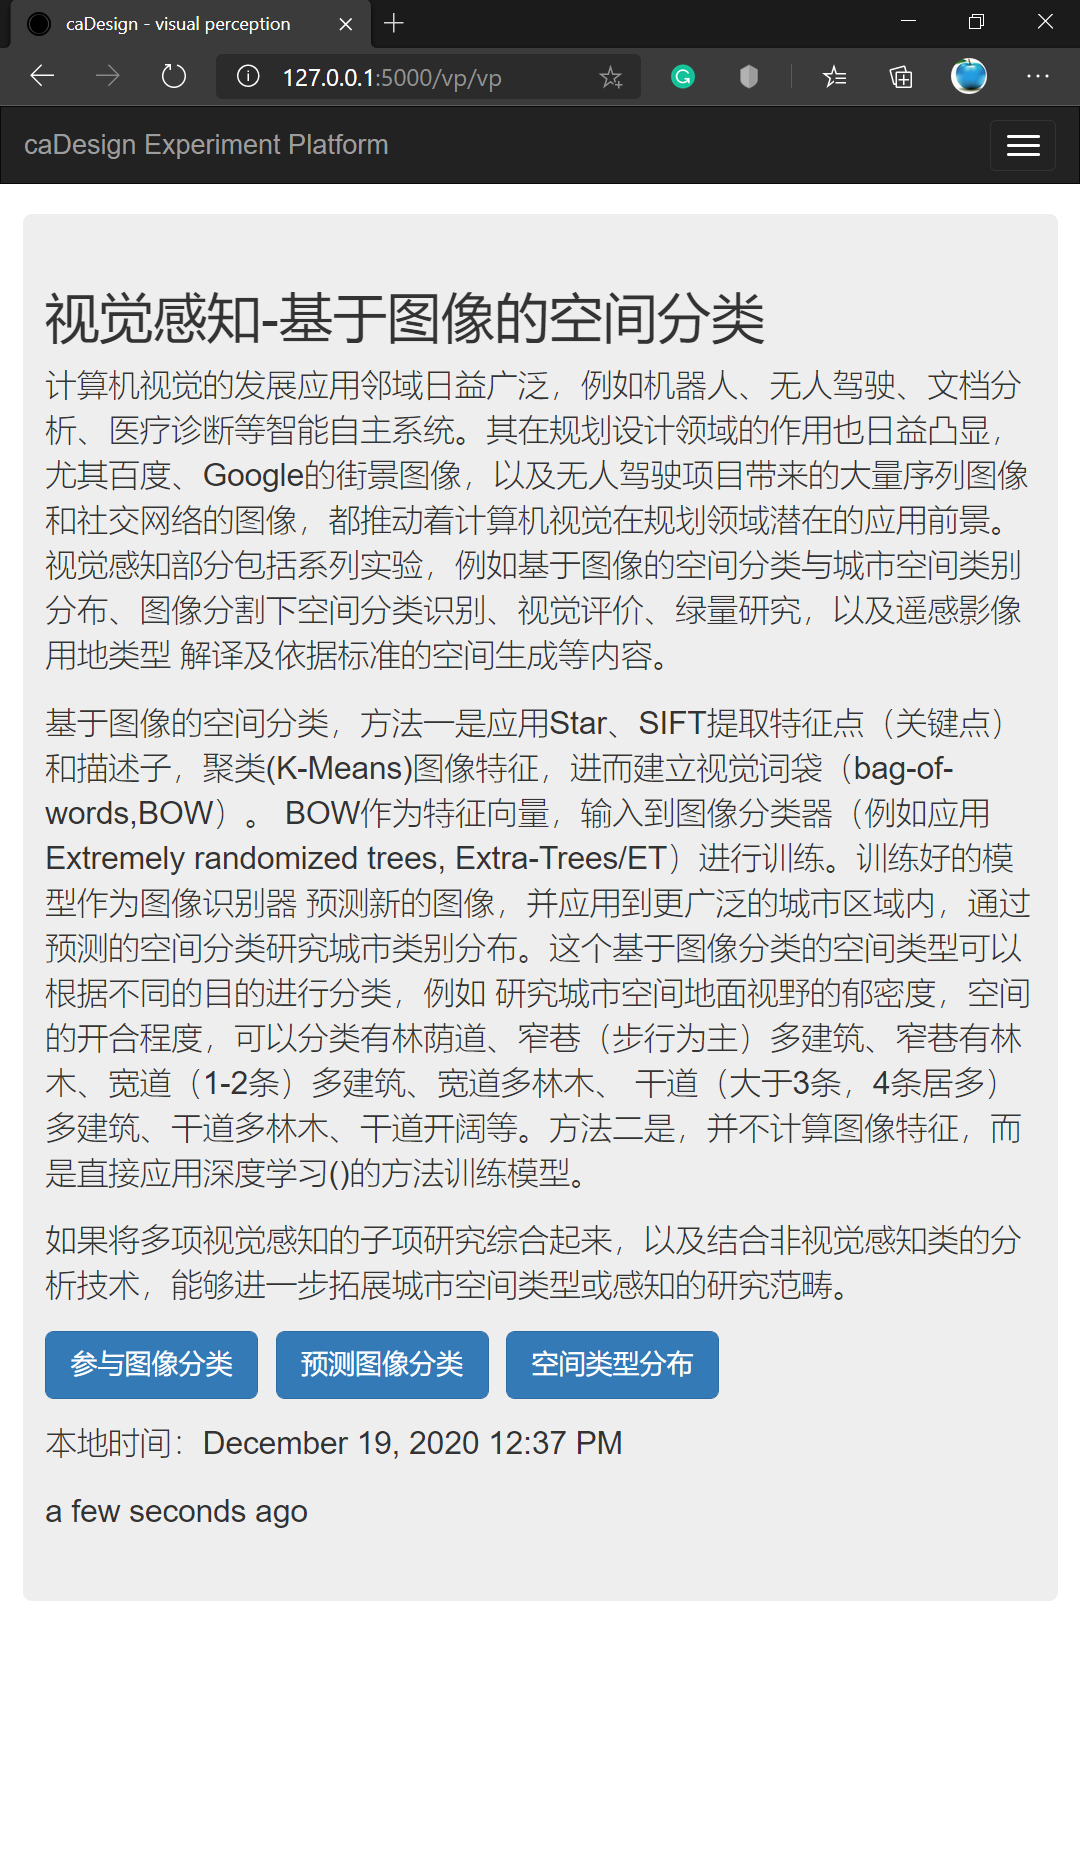 caDesign - visual perception
127.0.0.1:5000/vp/vp
caDesign Experiment Platform
视觉感知-基于图像的空间分类
计算机视觉的发展应用邻域日益广泛，例如机器人、无人驾驶、文档分
析、医疗诊断等智能自主系统。其在规划设计领域的作用也日益凸显，
尤其百度、Google的街景图像，以及无人驾驶项目带来的大量序列图像
和社交网络的图像，都推动着计算机视觉在规划领域潜在的应用前景。
视觉感知部分包括系列实验，例如基于图像的空间分类与城市空间类别
分布、图像分割下空间分类识别、视觉评价、绿量研究，以及遥感影像
用地类型 解译及依据标准的空间生成等内容。
基于图像的空间分类，方法一是应用Star、SIFT提取特征点（关键点）
和描述子，聚类(K-Means)图像特征，进而建立视觉词袋（bag-of-
words,BOW）。 BOW作为特征向量，输入到图像分类器（例如应用
Extremely randomized trees, Extra-Trees/ET）进行训练。训练好的模
型作为图像识别器 预测新的图像，并应用到更广泛的城市区域内，通过
预测的空间分类研究城市类别分布。这个基于图像分类的空间类型可以
根据不同的目的进行分类，例如 研究城市空间地面视野的郁密度，空间
的开合程度，可以分类有林荫道、窄巷（步行为主）多建筑、窄巷有林
木、宽道（1-2条）多建筑、宽道多林木、 干道（大于3条，4条居多）
多建筑、干道多林木、干道开阔等。方法二是，并不计算图像特征，而
是直接应用深度学习()的方法训练模型。
如果将多项视觉感知的子项研究综合起来，以及结合非视觉感知类的分
析技术，能够进一步拓展城市空间类型或感知的研究范畴。
参与图像分类 预测图像分类 空间类型分布
本地时间：December 19, 2020 12:37 PM
a few seconds ago